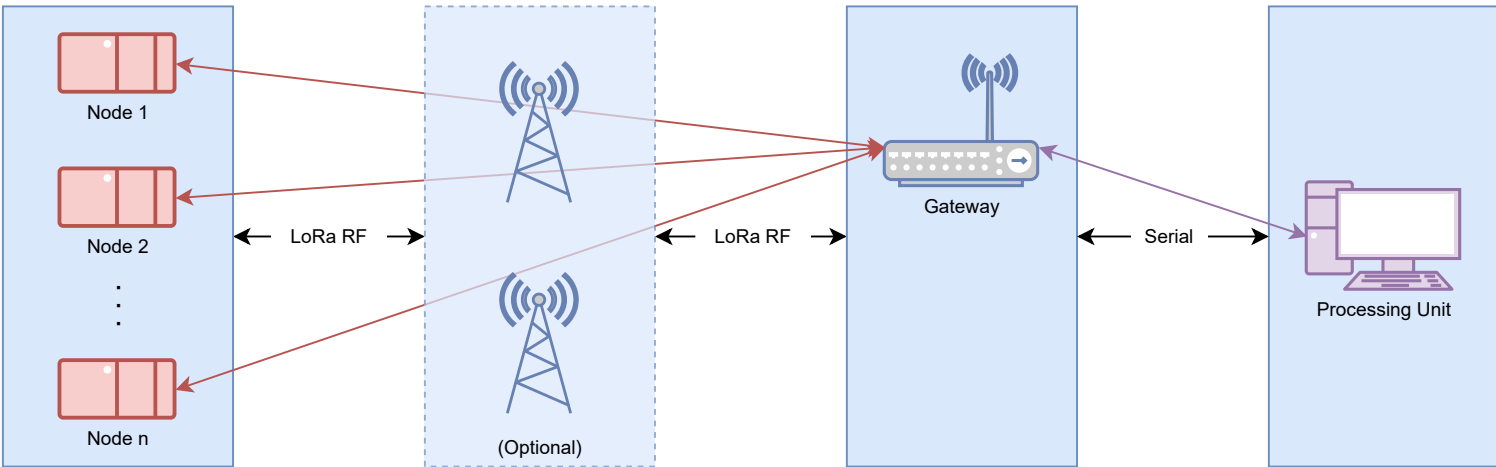 Node 1
Node 2
.
.
.
Node n
LoRa RF
(Optional)
LoRa RF
Gateway
Serial
Processing Unit